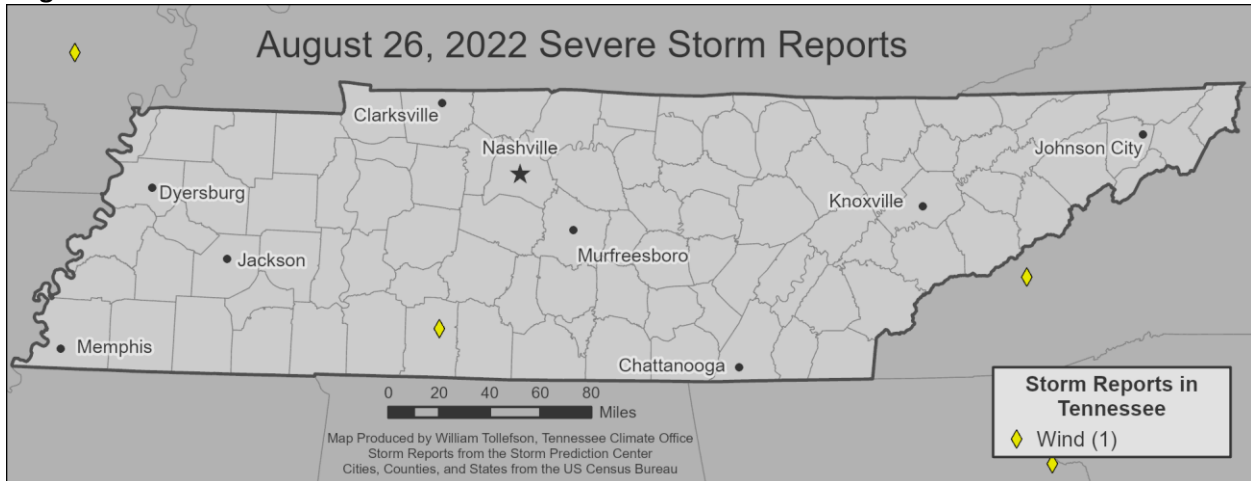 August 26, 2022 Severe Storm Reports
Clarksville
Nashville
Johnson City
Dyersburg
Knoxville
Murfreesboro
Jackson
Memphis
Chattanooga
0 20 40 60 80
Miles
Map Produced by William Tollefson, Tennessee Climate Office
Storm Reports from the Storm Prediction Center
Cities, Counties, and States from the US Census Bureau
Storm Reports in
Tennessee
Wind (1)